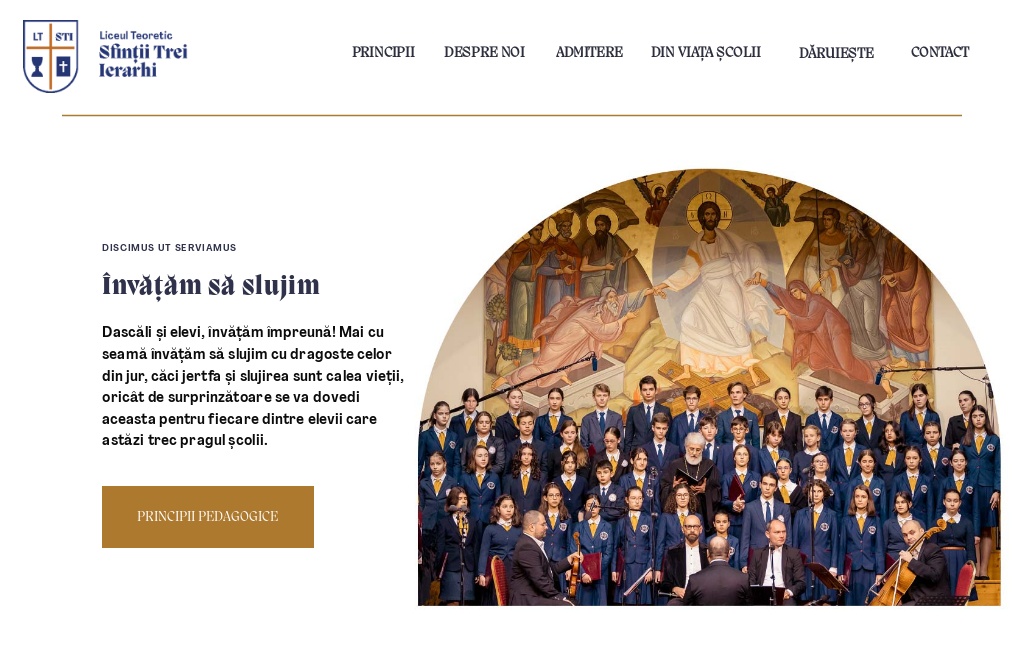 LT STI
Liceul Teoretic
Sfinții Trei
Ierarhi
PRINCIPII DESPRE NOI ADMITERE DIN VIAȚA ȘCOLII DĂRUIEȘTE CONTACT
DISCIMUS UT SERVIAMUS
Învățăm să slujim
Dascăli și elevi, învățăm împreună! Mai cu
seamă învățăm să slujim cu dragoste celor
din jur, căci jertfa și slujirea sunt calea vieții,
oricât de surprinzătoare se va dovedi
aceasta pentru fiecare dintre elevii care
astăzi trec pragul școlii.
PRINCIPII PEDAGOGICE